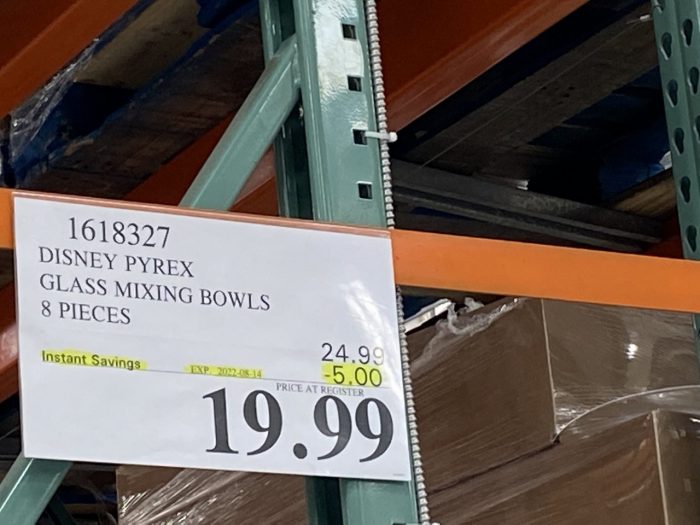 1618327
DISNEY PYREX
GLASS MIXING BOWLS
8 PIECES
24.99
Instant Savings EXP. 2022-08-14 -5.00
PRICE AT REGISTER
19.99